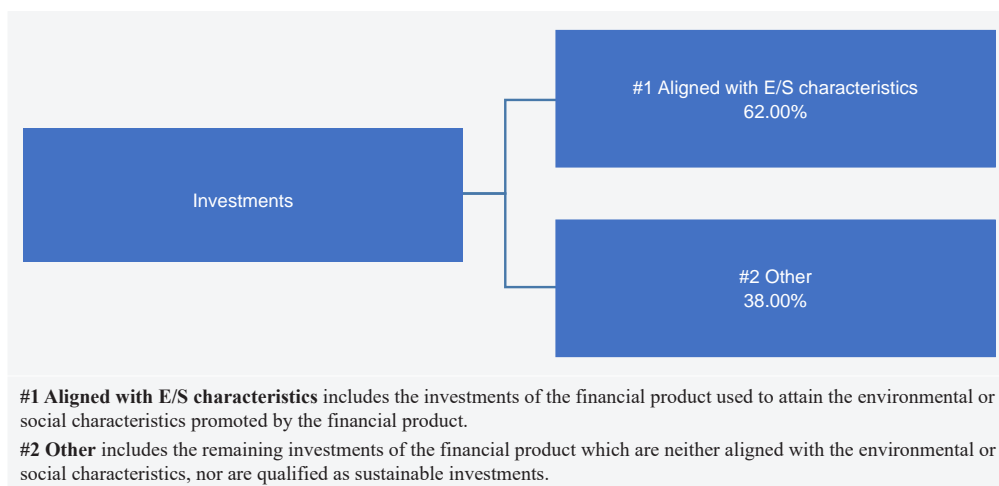 #1 Aligned with E/S characteristics
62.00%
Investments
#2 Other
38.00%
#1 Aligned with E/S characteristics includes the investments of the financial product used to attain the environmental or
social characteristics promoted by the financial product.
#2 Other includes the remaining investments of the financial product which are neither aligned with the environmental or
social characteristics, nor are qualified as sustainable investments.